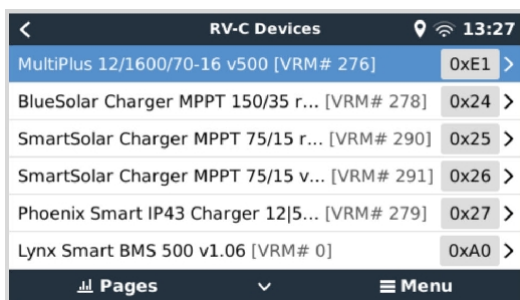 RV-C Devices 13:27
MultiPlus 12/1600/70-16 v500 [VRM# 276] 0xE1
BlueSolar Charger MPPT 150/35 r... [VRM# 278] 0x24
SmartSolar Charger MPPT 75/15 r... [VRM# 290] 0x25
SmartSolar Charger MPPT 75/15 v... [VRM# 291] 0x26
Phoenix Smart IP43 Charger 12|5... [VRM# 279] 0x27
Lynx Smart BMS 500 v1.06 [VRM# 0] 0xA0
Pages Menu